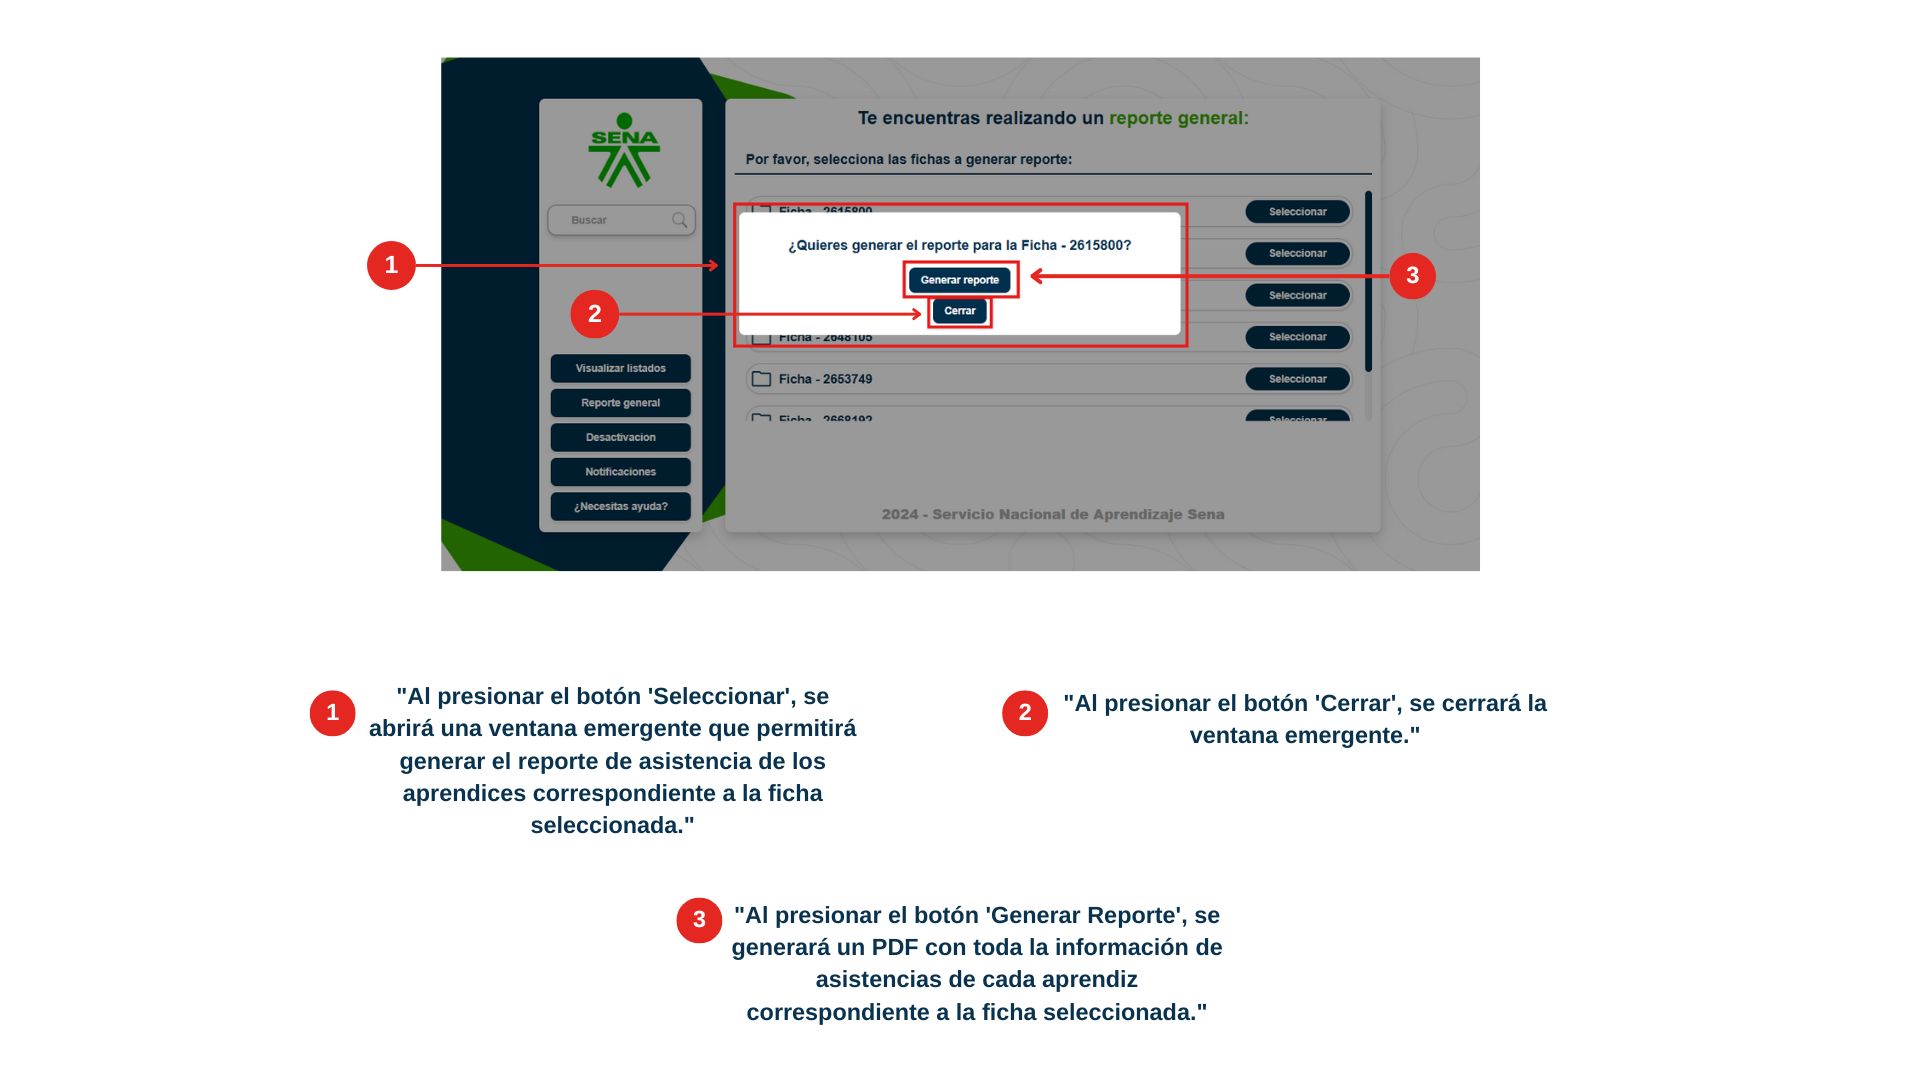 Te encuentras realizando un reporte general:
SENA
Por favor, selecciona las fichas a generar reporte:
Buscar
Ficha - 2615800
Seleccionar
¿Quieres generar el reporte para la Ficha - 2615800?
Seleccionar
1
3
Generar reporte
Seleccionar
2
Cerrar
Ficha - 2648105
Seleccionar
Visualizar listados
Ficha - 2653749
Seleccionar
Reporte general
Ficha - 2668192
Seleccionar
Desactivacion
Notificaciones
¿Necesitas ayuda?
2024 - Servicio Nacional de Aprendizaje Sena
1
"Al presionar el botón 'Seleccionar', se
abrirá una ventana emergente que permitirá
generar el reporte de asistencia de los
aprendices correspondiente a la ficha
seleccionada."
2
"Al presionar el botón 'Cerrar', se cerrará la
ventana emergente."
3
"Al presionar el botón 'Generar Reporte', se
generará un PDF con toda la información de
asistencias de cada aprendiz
correspondiente a la ficha seleccionada."